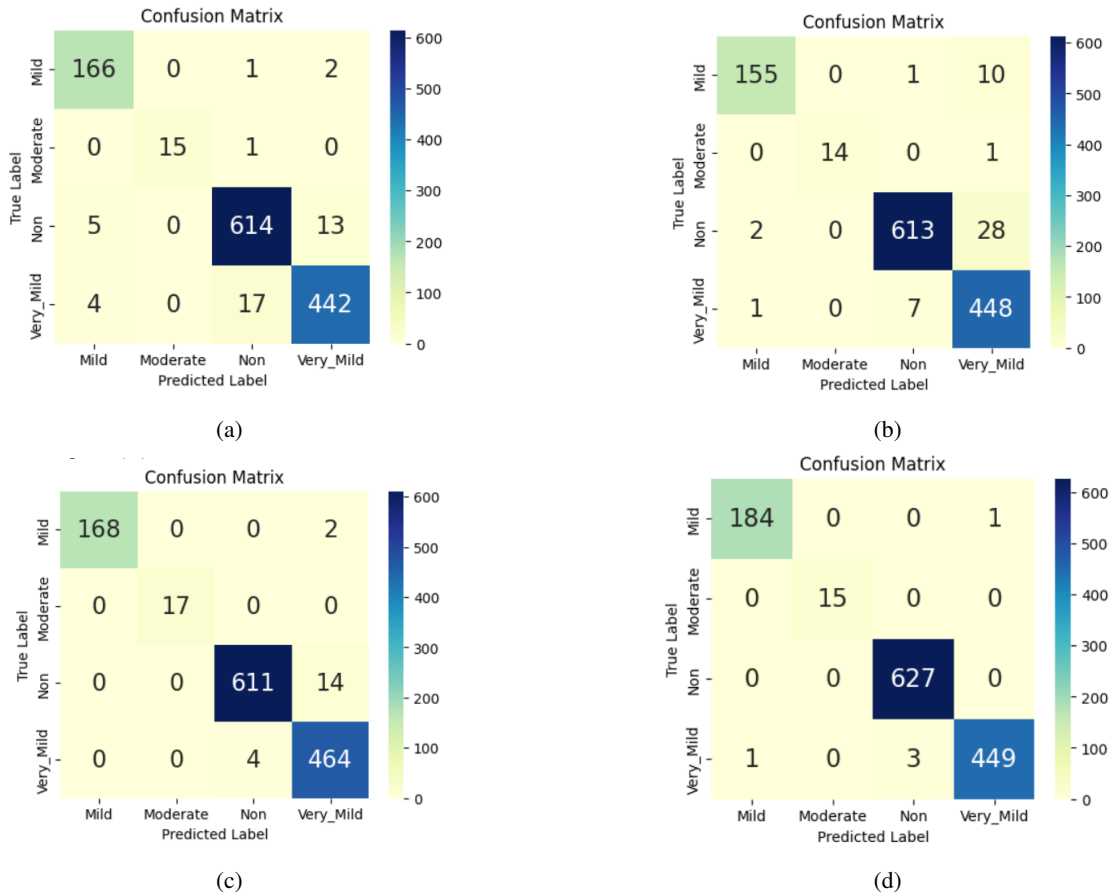 Confusion Matrix
True Label
Mild 166 0 1 2
Moderate 0 15 1 0
Non 5 0 614 13
Very_Mild 4 0 17 442
Mild Moderate Non Very_Mild
Predicted Label
600
500
400
300
200
100
0
(a)
Confusion Matrix
True Label
Mild 155 0 1 10
Moderate 0 14 0 1
Non 2 0 613 28
Very_Mild 1 0 7 448
Mild Moderate Non Very_Mild
Predicted Label
600
500
400
300
200
100
0
(b)
Confusion Matrix
True Label
Mild 168 0 0 2
Moderate 0 17 0 0
Non 0 0 611 14
Very_Mild 0 0 4 464
Mild Moderate Non Very_Mild
Predicted Label
600
500
400
300
200
100
0
(c)
Confusion Matrix
True Label
Mild 184 0 0 1
Moderate 0 15 0 0
Non 0 0 627 0
Very_Mild 1 0 3 449
Mild Moderate Non Very_Mild
Predicted Label
600
500
400
300
200
100
0
(d)